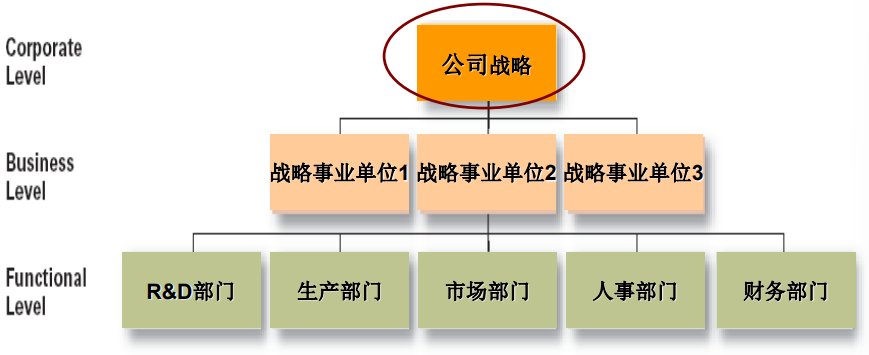 Corporate
Level
公司战略
Business
Level
战略事业单位1
战略事业单位2
战略事业单位3
Functional
Level
R&D部门
生产部门
市场部门
人事部门
财务部门